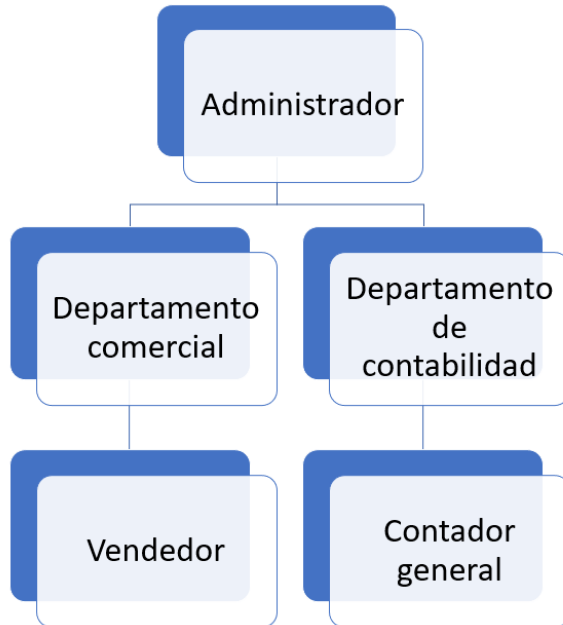 Administrador
Departamento
comercial
Departamento
de
contabilidad
Vendedor
Contador
general